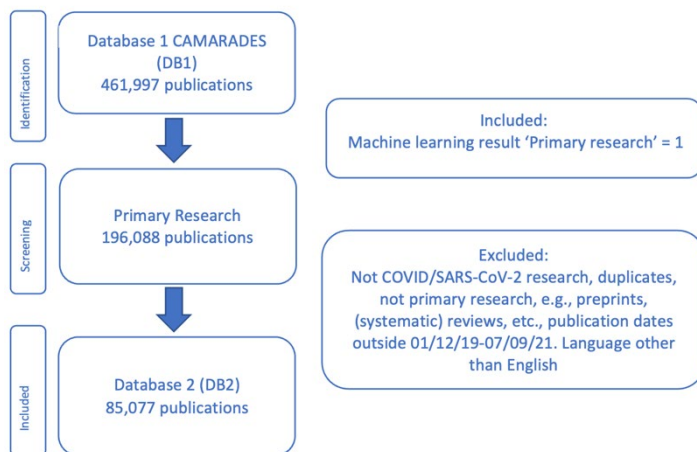 Identification
Database 1 CAMARADES
(DB1)
461,997 publications
Included:
Machine learning result ‘Primary research’ = 1
Screening
Primary Research
196,088 publications
Excluded:
Not COVID/SARS-CoV-2 research, duplicates,
not primary research, e.g., preprints,
(systematic) reviews, etc., publication dates
outside 01/12/19-07/09/21. Language other
than English
Included
Database 2 (DB2)
85,077 publications